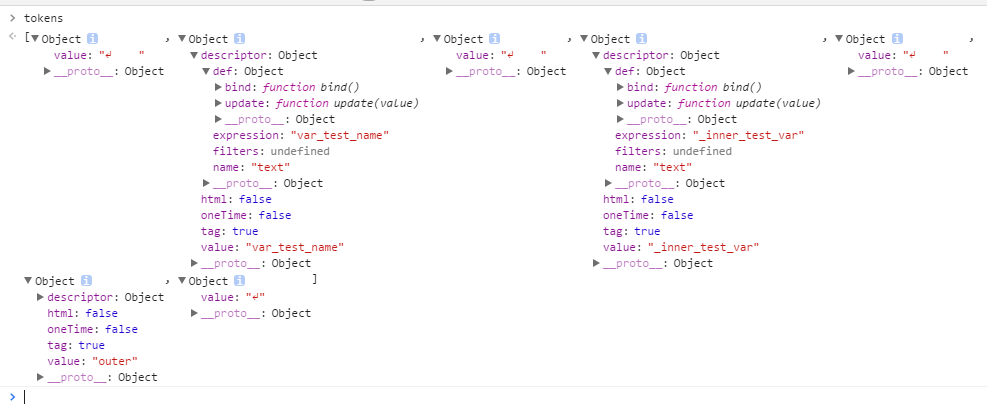 > tokens
[▼Object i , ▼Object i , ▼Object i , ▼Object i , ▼Object i ,
value: "↵    " ▼descriptor: Object value: "↵    " ▼descriptor: Object value: "↵    "
▶__proto__: Object ▼def: Object ▶__proto__: Object ▼def: Object ▶__proto__: Object
▶bind: function bind() ▶bind: function bind()
▶update: function update(value) ▶update: function update(value)
▶__proto__: Object ▶__proto__: Object
expression: "var_test_name" expression: "_inner_test_var"
filters: undefined filters: undefined
name: "text" name: "text"
▶__proto__: Object ▶__proto__: Object
html: false html: false
oneTime: false oneTime: false
tag: true tag: true
value: "var_test_name" value: "_inner_test_var"
▶__proto__: Object ▶__proto__: Object
▼Object i , ▼Object i ]
▶descriptor: Object value: "↵"
html: false ▶__proto__: Object
oneTime: false
tag: true
value: "outer"
▶__proto__: Object
>